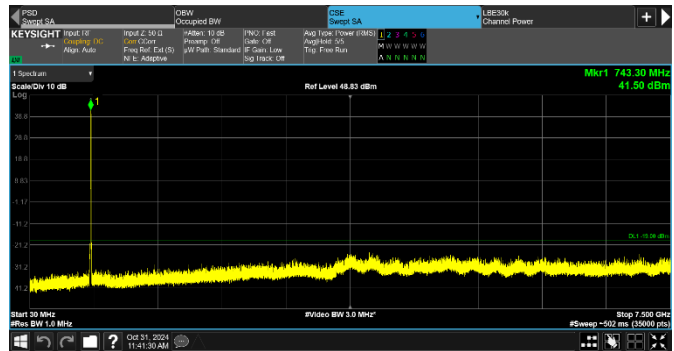 PSD
Swept SA
OBW
Occupied BW
CSE
Swept SA
LBE30k
Channel Power
KEYSIGHT
Input: RF
Coupling: DC
Align: Auto
Input Z: 50 Ω
Corr CCorr
Freq Ref: Ext (S)
NFE: Adaptive
#Atten: 10 dB
Preamp: Off
µW Path: Standard
PNO: Fast
Gate: Off
IF Gain: Low
Sig Track: Off
Avg Type: Power (RMS)
Avg|Hold: 5/5
Trig: Free Run
1 2 3 4 5 6
M W W W W W
A N N N N N
1 Spectrum
Mkr1 743.30 MHz
41.50 dBm
Scale/Div 10 dB
Ref Level 48.83 dBm
Log
1
38.8
28.8
18.8
8.83
-1.17
-11.2
-21.2
-31.2
-41.2
Start 30 MHz
#Video BW 3.0 MHz*
Stop 7.500 GHz
#Res BW 1.0 MHz
#Sweep ~502 ms (35000 pts)
Oct 31, 2024
11:41:30 AM